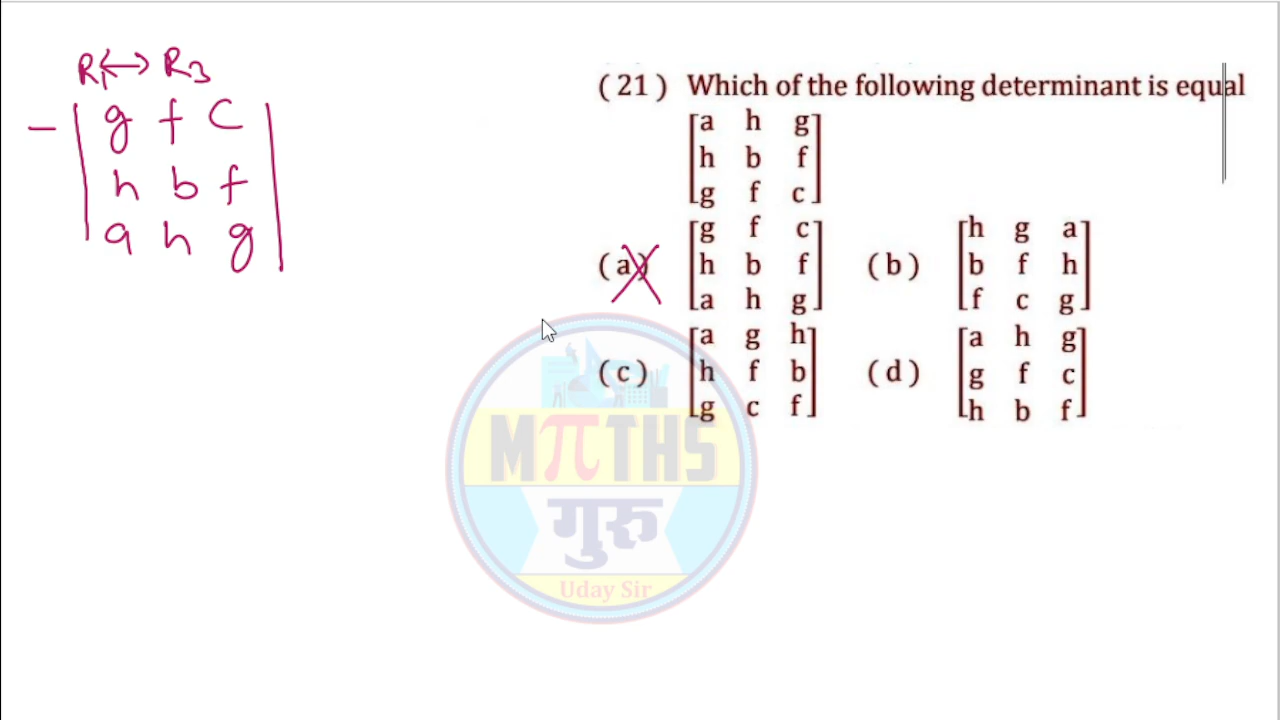 R1 ↔ R3
- | g f c |
| h b f |
| a h g |
( 21 ) Which of the following determinant is equal
[a h g]
[h b f]
[g f c]
(a) [g f c] (b) [h g a]
[h b f] [b f h]
[a h g] [f c g]
(c) [a g h] (d) [a h g]
[h f b] [g f c]
[g c f] [h b f]
MπTHS
गुरु
Uday Sir